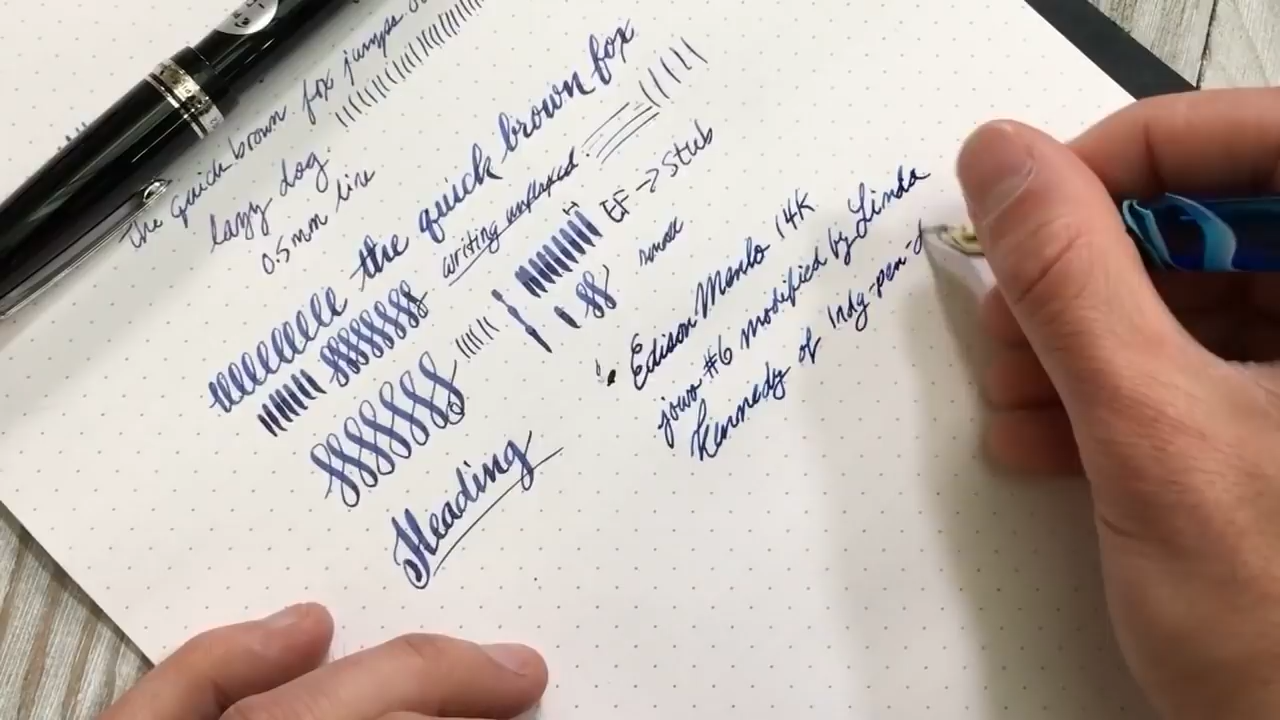 The quick brown fox jumps
lazy dog.
0.5mm line
the quick brown fox
writing unflexed.
EF → Stub
Heading
Edison Menlo 14K
jowo #6 modified by Linda
Kennedy of Indy-pen-d